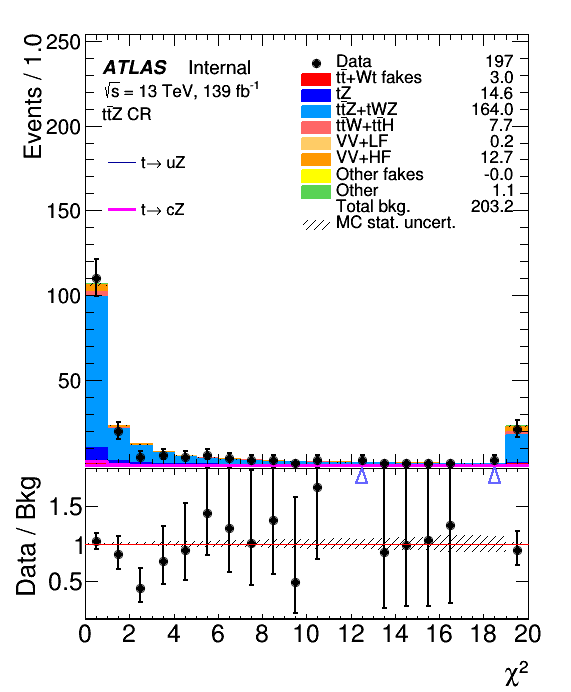 250
200
150
100
50
Events / 1.0
ATLAS Internal
√s = 13 TeV, 139 fb⁻¹
tt̄Z CR
t→ uZ
t→ cZ
Data 197
tt̄+Wt fakes 3.0
tZ 14.6
tt̄Z+tWZ 164.0
tt̄W+tt̄H 7.7
VV+LF 0.2
VV+HF 12.7
Other fakes -0.0
Other 1.1
Total bkg. 203.2
MC stat. uncert.
Data / Bkg
1.5
1
0.5
0 2 4 6 8 10 12 14 16 18 20
χ²